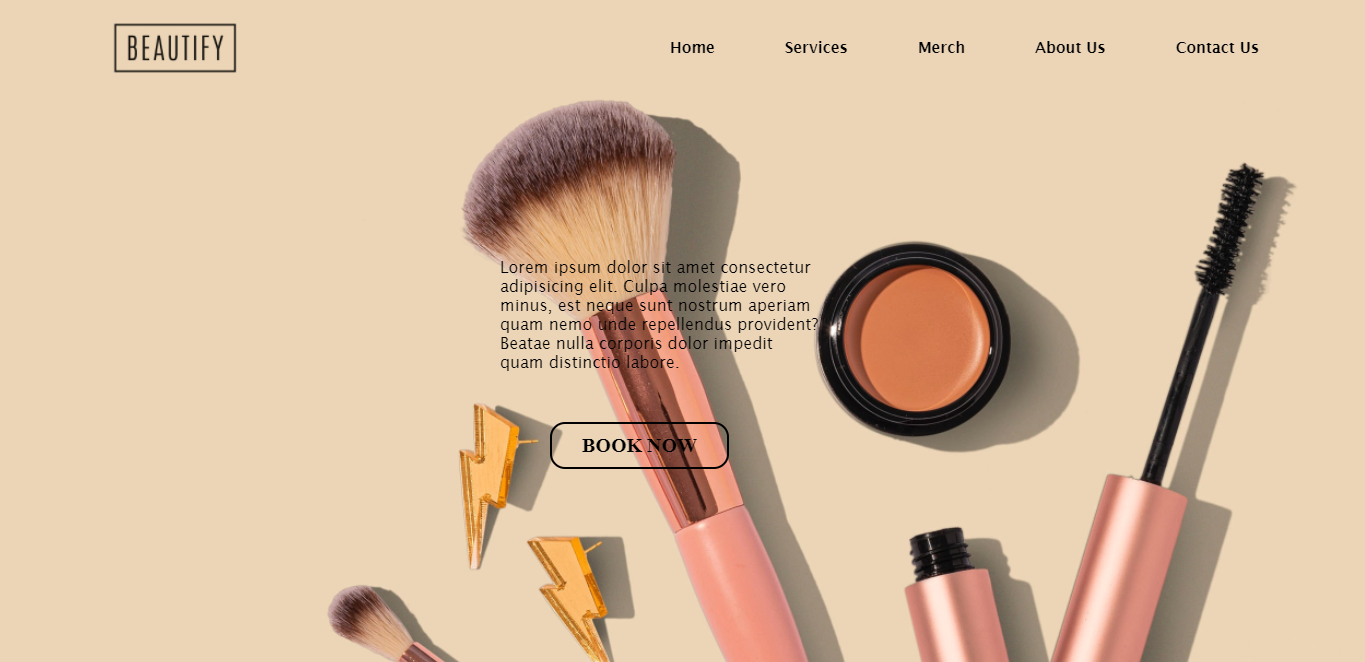 BEAUTIFY
Home
Services
Merch
About Us
Contact Us
Lorem ipsum dolor sit amet consectetur
adipisicing elit. Culpa molestiae vero
minus, est neque sunt nostrum aperiam
quam nemo unde repellendus provident?
Beatae nulla corporis dolor impedit
quam distinctio labore.
BOOK NOW